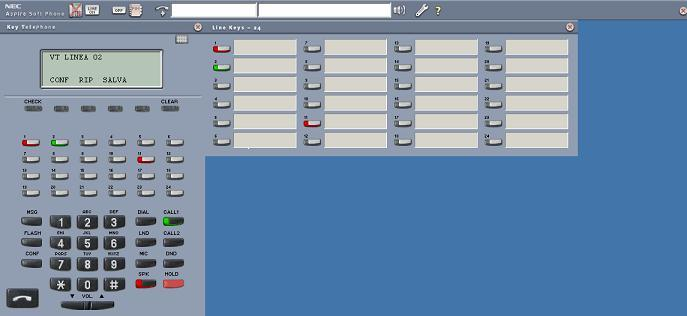 NEC
Aspire Soft Phone
LINE
OFF
?
Key Telephone
Line Keys - 24
VT LINEA 02
CONF RIP SALVA
CHECK CLEAR
1 2 3 4 5 6
7 8 9 10 11 12
13 14 15 16 17 18
19 20 21 22 23 24
MSG ABC DEF DIAL CALL1
1 2 3
FLASH GHI JKL MNO LND CALL2
4 5 6
CONF PQRS TUV WXYZ MIC DND
7 8 9
SPK HOLD
* 0 #
▼ VOL ▲
1 7 13 19
2 8 14 20
3 9 15 21
4 10 16 22
5 11 17 23
6 12 18 24